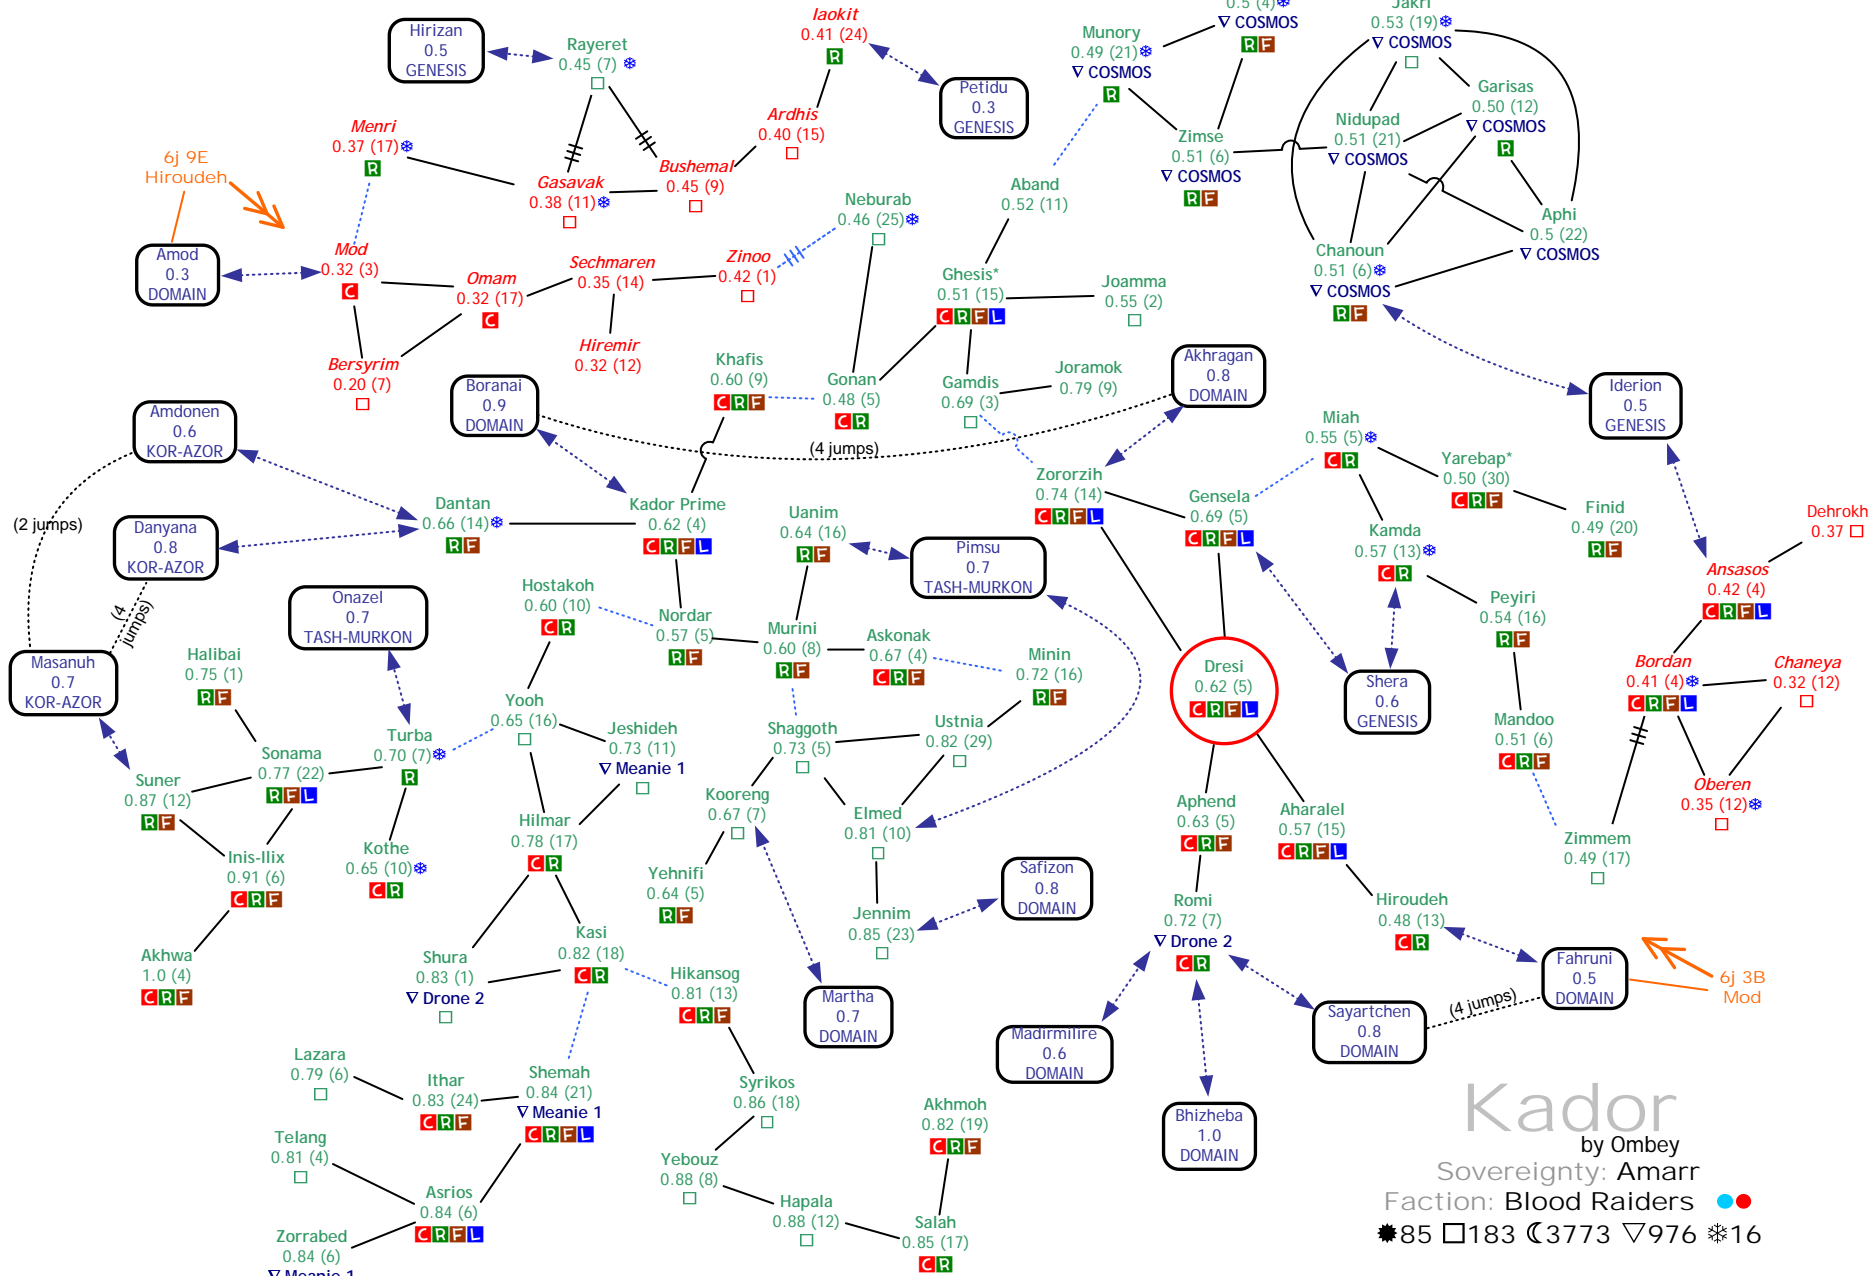 Hirizan
0.5
GENESIS
Rayeret
0.45 (7)
Iaokit
0.41 (24)
R
Petidu
0.3
GENESIS
Munory
0.49 (21)
∇ COSMOS
R
0.5 (4)
∇ COSMOS
R F
Jakri
0.53 (19)
∇ COSMOS
Garisas
0.50 (12)
∇ COSMOS
R
Nidupad
0.51 (21)
∇ COSMOS
Zimse
0.51 (6)
∇ COSMOS
R F
Aphi
0.5 (22)
∇ COSMOS
Chanoun
0.51 (6)
∇ COSMOS
R F
Menri
0.37 (17)
R
Ardhis
0.40 (15)
6j 9E
Hiroudeh
Gasavak
0.38 (11)
Bushemal
0.45 (9)
Neburab
0.46 (25)
Aband
0.52 (11)
Amod
0.3
DOMAIN
Mod
0.32 (3)
C
Omam
0.32 (17)
C
Sechmaren
0.35 (14)
Zinoo
0.42 (1)
Ghesis*
0.51 (15)
C R F L
Joamma
0.55 (2)
Bersyrim
0.20 (7)
Hiremir
0.32 (12)
Khafis
0.60 (9)
C R F
Gonan
0.48 (5)
C R
Gamdis
0.69 (3)
Joramok
0.79 (9)
Akhragan
0.8
DOMAIN
Iderion
0.5
GENESIS
Boranai
0.9
DOMAIN
Amdonen
0.6
KOR-AZOR
(4 jumps)
Miah
0.55 (5)
C R
Yarebap*
0.50 (30)
C R F
Finid
0.49 (20)
R F
Dehrokh
0.37
Zororzih
0.74 (14)
C R F L
Gensela
0.69 (5)
C R F L
Kamda
0.57 (13)
C R
(2 jumps)
Danyana
0.8
KOR-AZOR
Dantan
0.66 (14)
R F
Kador Prime
0.62 (4)
C R F L
Uanim
0.64 (16)
R F
Pimsu
0.7
TASH-MURKON
Ansasos
0.42 (4)
C R F L
(4
jumps)
Onazel
0.7
TASH-MURKON
Hostakoh
0.60 (10)
C R
Nordar
0.57 (5)
R F
Murini
0.60 (8)
R F
Askonak
0.67 (4)
C R F
Minin
0.72 (16)
R F
Peyiri
0.54 (16)
R F
Masanuh
0.7
KOR-AZOR
Halibai
0.75 (1)
R F
Dresi
0.62 (5)
C R F L
Shera
0.6
GENESIS
Bordan
0.41 (4)
C R F L
Chaneya
0.32 (12)
Yooh
0.65 (16)
Jeshideh
0.73 (11)
∇ Meanie 1
Shaggoth
0.73 (5)
Ustnia
0.82 (29)
Mandoo
0.51 (6)
C R F
Turba
0.70 (7)
R
Sonama
0.77 (22)
R F L
Suner
0.87 (12)
R F
Kooreng
0.67 (7)
Elmed
0.81 (10)
Aphend
0.63 (5)
C R F
Aharalel
0.57 (15)
C R F L
Oberen
0.35 (12)
Zimmem
0.49 (17)
Hilmar
0.78 (17)
C R
Kothe
0.65 (10)
C R
Inis-Ilix
0.91 (6)
C R F
Yehnifi
0.64 (5)
R F
Safizon
0.8
DOMAIN
Jennim
0.85 (23)
Romi
0.72 (7)
∇ Drone 2
C R
Hiroudeh
0.48 (13)
C R
Akhwa
1.0 (4)
C R F
Shura
0.83 (1)
∇ Drone 2
Kasi
0.82 (18)
C R
Hikansog
0.81 (13)
C R F
Martha
0.7
DOMAIN
Fahruni
0.5
DOMAIN
6j 3B
Mod
Sayartchen
0.8
DOMAIN
(4 jumps)
Madirmilire
0.6
DOMAIN
Lazara
0.79 (6)
Ithar
0.83 (24)
C R F
Shemah
0.84 (21)
∇ Meanie 1
C R F L
Syrikos
0.86 (18)
Akhmoh
0.82 (19)
C R F
Bhizheba
1.0
DOMAIN
Telang
0.81 (4)
Yebouz
0.88 (8)
Asrios
0.84 (6)
C R F L
Hapala
0.88 (12)
Salah
0.85 (17)
C R
Zorrabed
0.84 (6)
∇ Meanie 1
Kador
by Ombey
Sovereignty: Amarr
Faction: Blood Raiders
85 183 3773 976 16